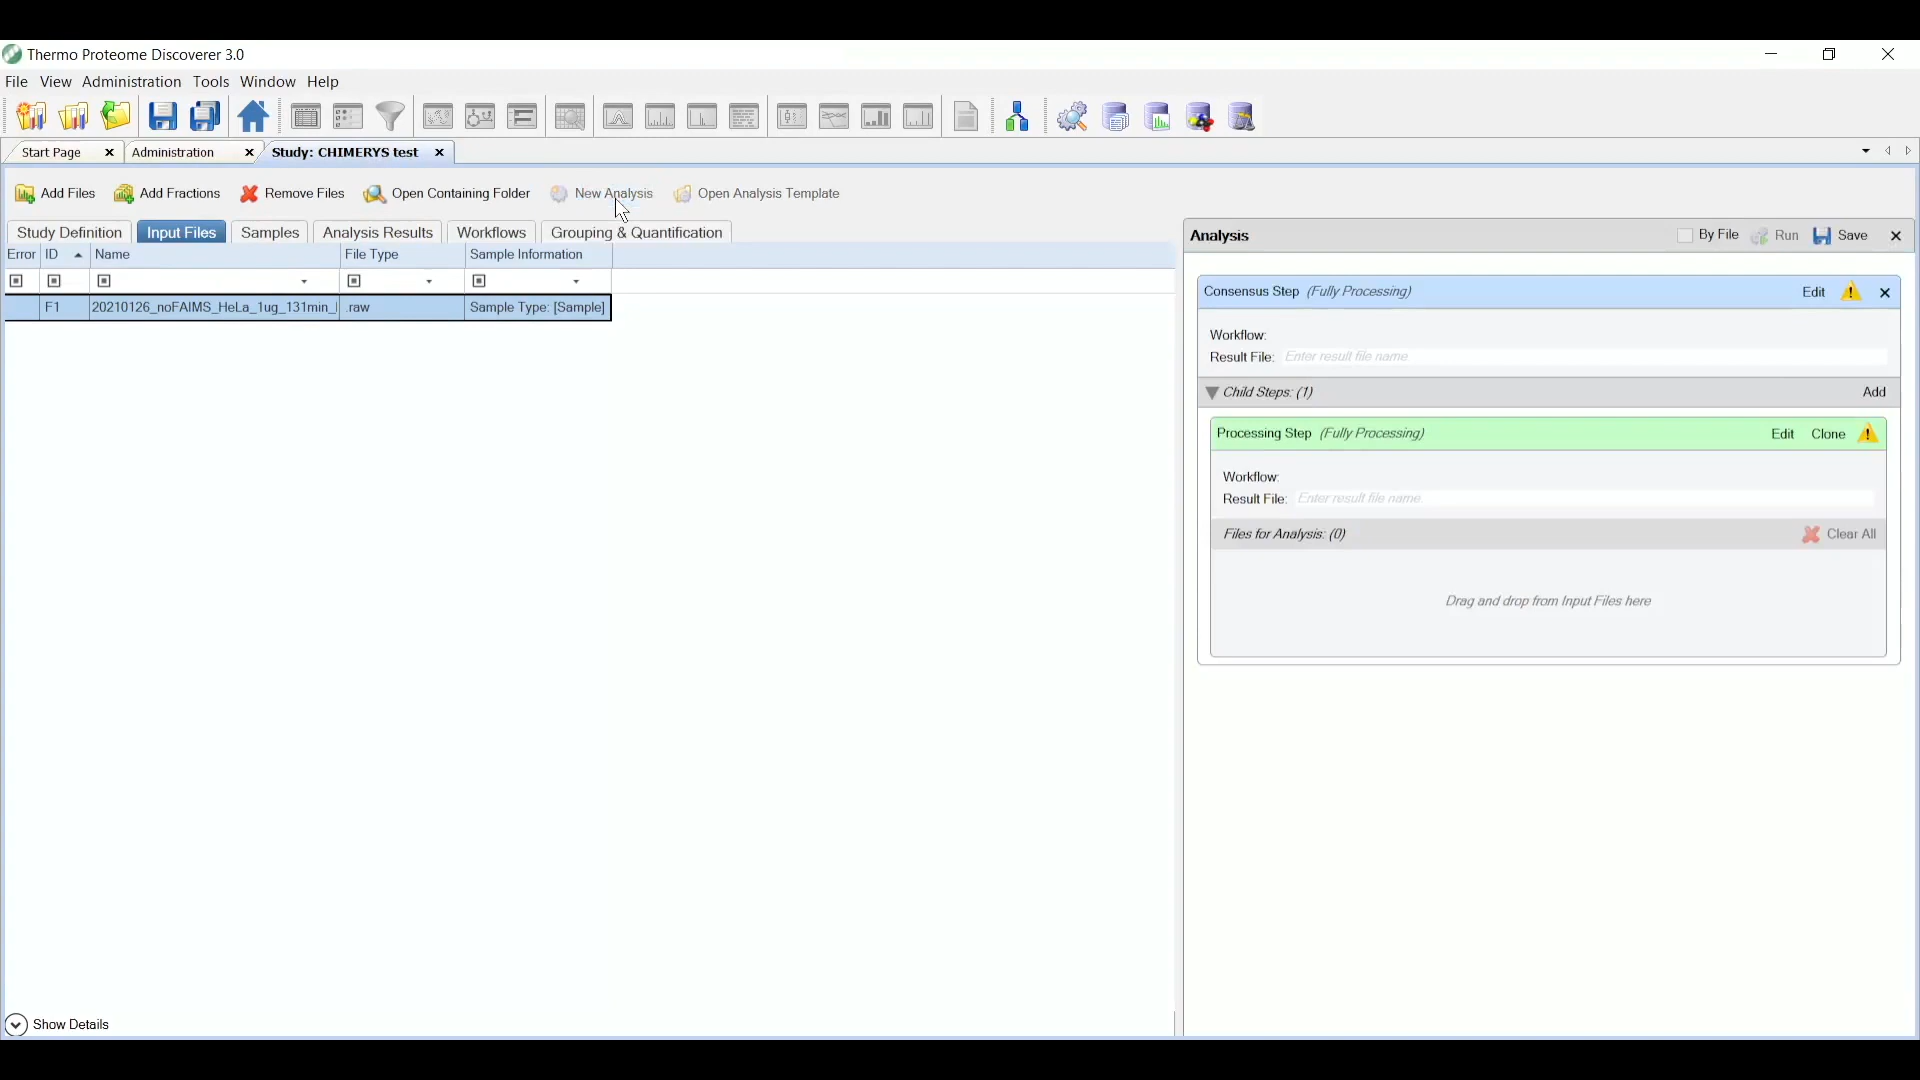 Thermo Proteome Discoverer 3.0
File View Administration Tools Window Help
Start Page Administration Study: CHIMERYS test
Add Files Add Fractions Remove Files Open Containing Folder New Analysis Open Analysis Template
Study Definition Input Files Samples Analysis Results Workflows Grouping & Quantification
Error ID Name File Type Sample Information
F1 20210126_noFAIMS_HeLa_1ug_131min_ .raw Sample Type: [Sample]
Show Details
Analysis By File Run Save
Consensus Step (Fully Processing) Edit
Workflow:
Result File: Enter result file name.
Child Steps: (1) Add
Processing Step (Fully Processing) Edit Clone
Workflow:
Result File: Enter result file name.
Files for Analysis: (0) Clear All
Drag and drop from Input Files here